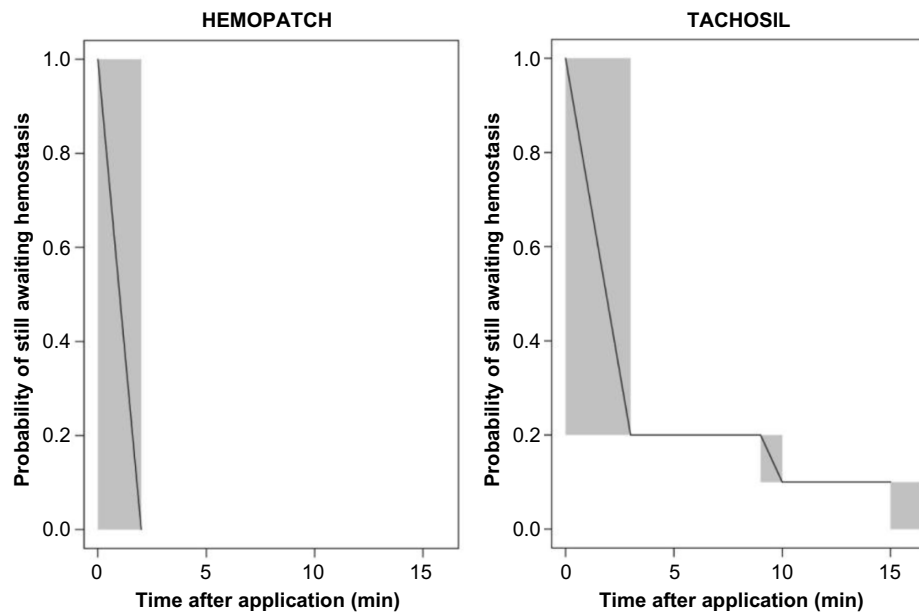 HEMOPATCH
Probability of still awaiting hemostasis
1.0
0.8
0.6
0.4
0.2
0.0
0 5 10 15
Time after application (min)
TACHOSIL
Probability of still awaiting hemostasis
1.0
0.8
0.6
0.4
0.2
0.0
0 5 10 15
Time after application (min)